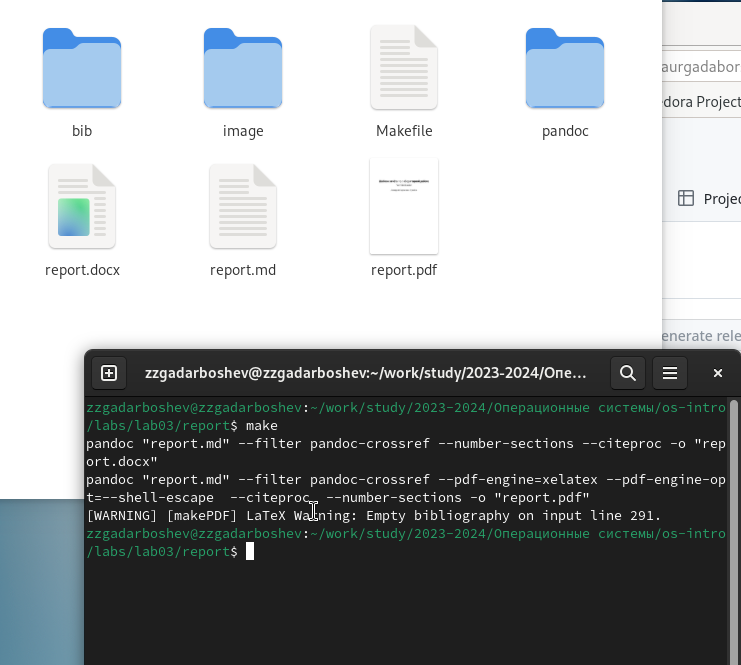 aurgadabor
edora Project
bib
image
Makefile
pandoc
Projec
report.docx
report.md
report.pdf
enerate rele
zzgadarboshev@zzgadarboshev:~/work/study/2023-2024/Опе...
zzgadarboshev@zzgadarboshev:~/work/study/2023-2024/Операционные системы/os-intro
/labs/lab03/report$ make
pandoc "report.md" --filter pandoc-crossref --number-sections --citeproc -o "rep
ort.docx"
pandoc "report.md" --filter pandoc-crossref --pdf-engine=xelatex --pdf-engine-op
t=--shell-escape  --citeproc  --number-sections -o "report.pdf"
[WARNING] [makePDF] LaTeX Warning: Empty bibliography on input line 291.
zzgadarboshev@zzgadarboshev:~/work/study/2023-2024/Операционные системы/os-intro
/labs/lab03/report$